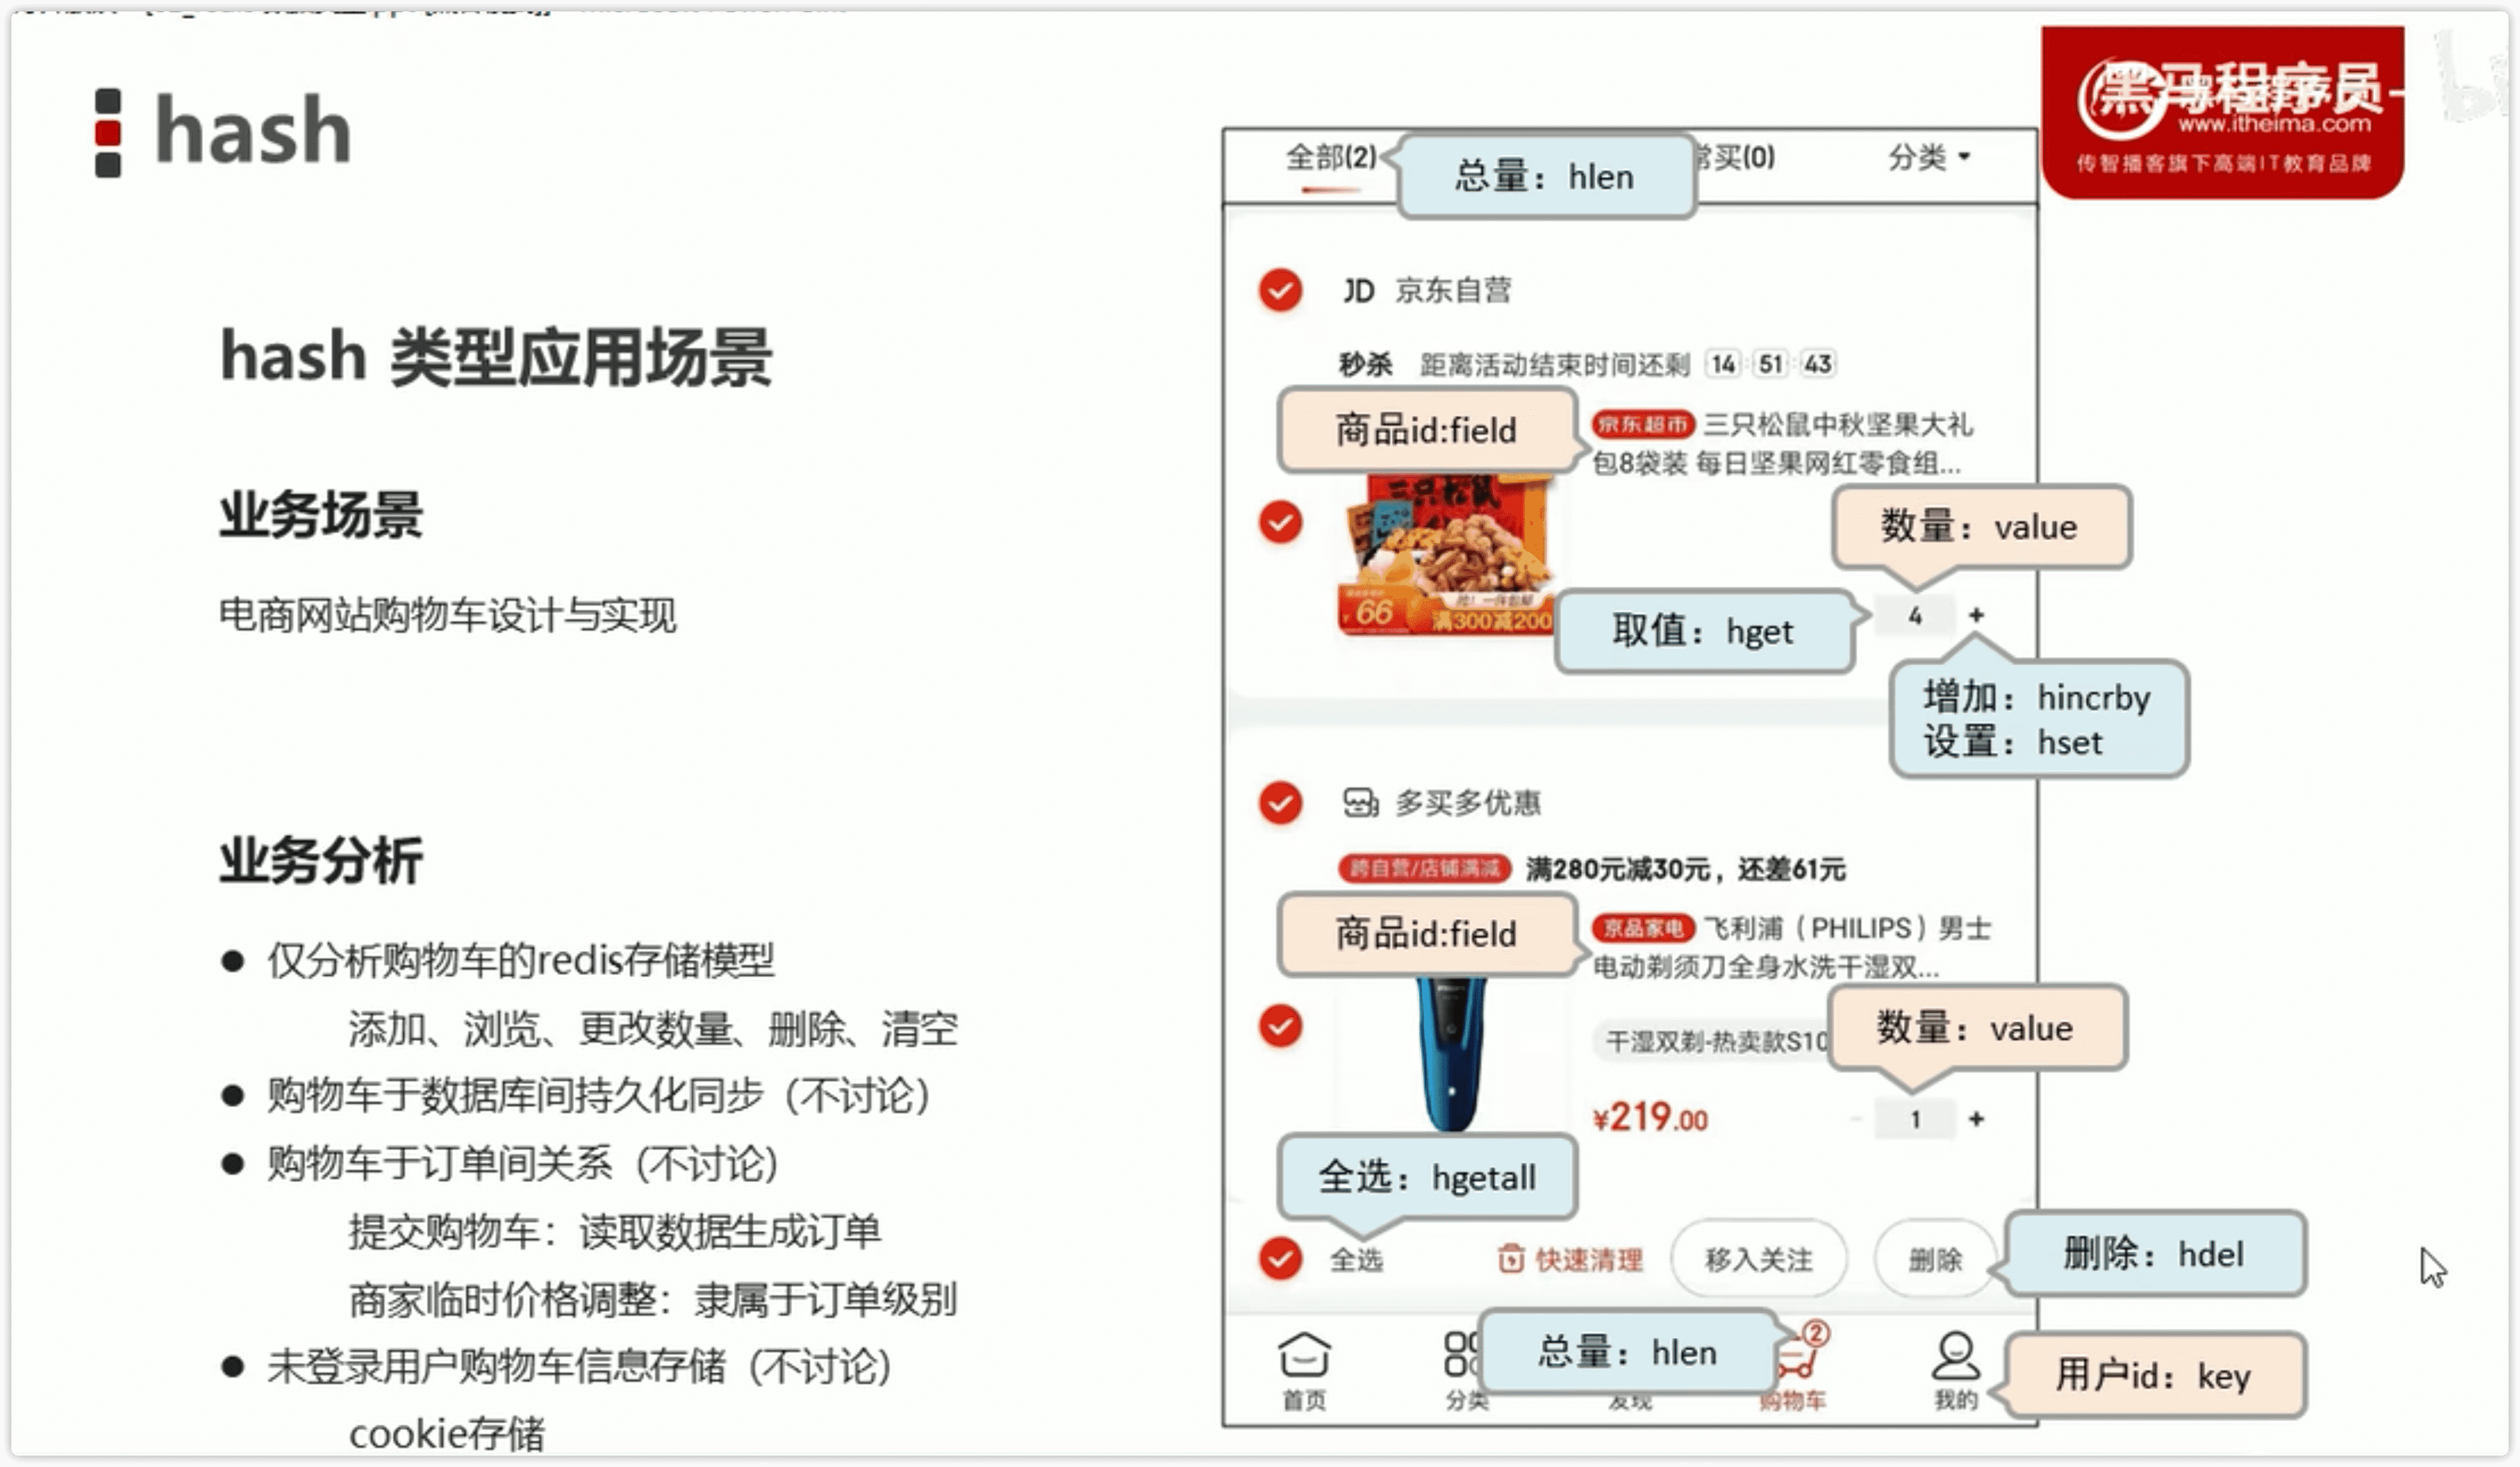 hash
黑马程序员-
www.itheima.com
传智播客旗下高端IT教育品牌
hash 类型应用场景
业务场景
电商网站购物车设计与实现
业务分析
● 仅分析购物车的redis存储模型
添加、浏览、更改数量、删除、清空
● 购物车于数据库间持久化同步（不讨论）
● 购物车于订单间关系（不讨论）
提交购物车：读取数据生成订单
商家临时价格调整：隶属于订单级别
● 未登录用户购物车信息存储（不讨论）
cookie存储
全部(2)
总量：hlen
常买(0)
分类
JD 京东自营
秒杀 距离活动结束时间还剩 14:51:43
商品id:field
京东超市 三只松鼠中秋坚果大礼
包8袋装 每日坚果网红零食组...
三只松鼠
66
满300减200
数量：value
取值：hget
4 +
增加：hincrby
设置：hset
多买多优惠
跨自营/店铺满减 满280元减30元，还差61元
商品id:field
京品家电 飞利浦（PHILIPS）男士
电动剃须刀全身水洗干湿双...
干湿双剃-热卖款S10
数量：value
¥219.00
- 1 +
全选：hgetall
全选
快速清理
移入关注
删除
删除：hdel
总量：hlen
2
首页
分类
发现
购物车
我的
用户id：key